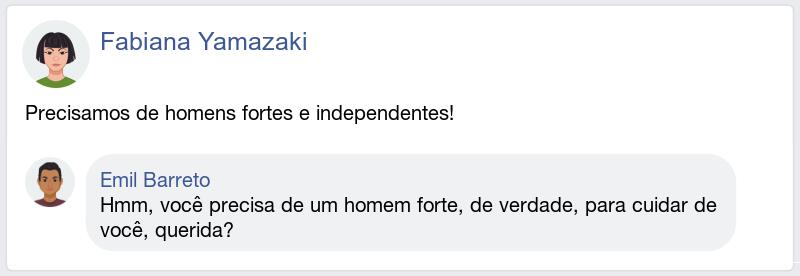 Fabiana Yamazaki
Precisamos de homens fortes e independentes!
Emil Barreto
Hmm, você precisa de um homem forte, de verdade, para cuidar de
você, querida?